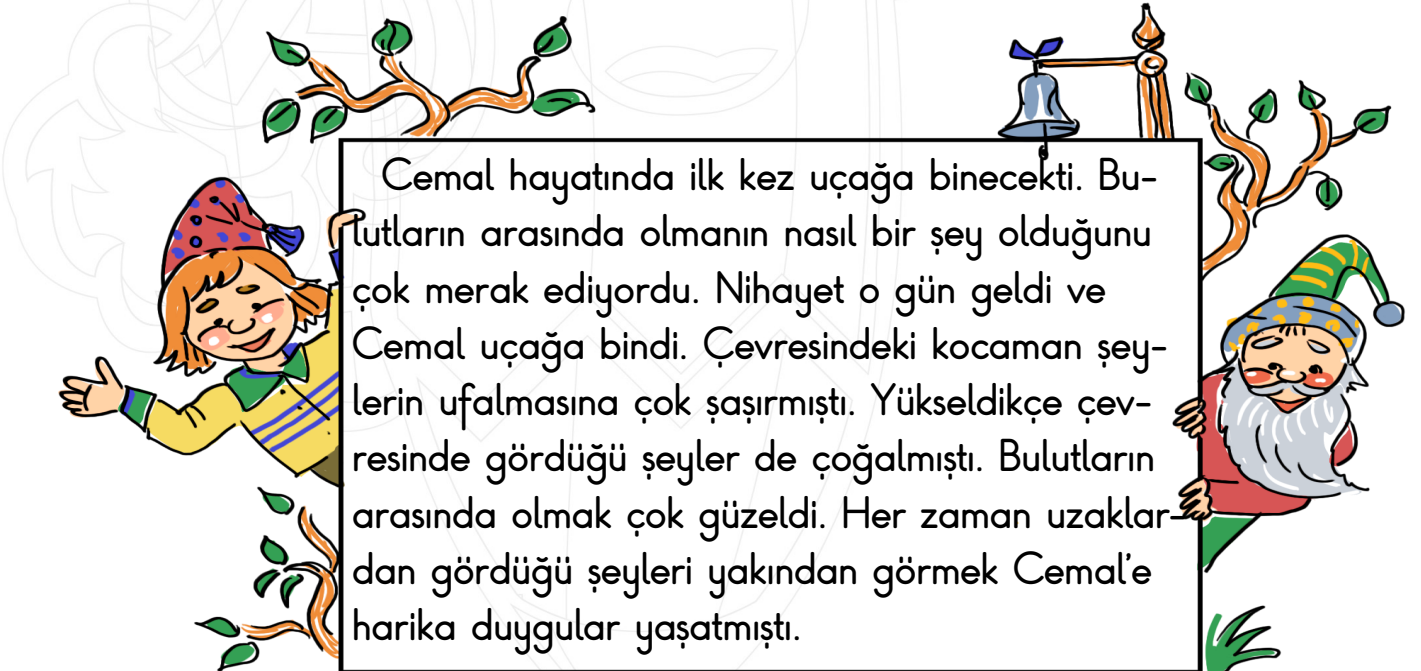 Cemal hayatında ilk kez uçağa binecekti. Bu-
lutların arasında olmanın nasıl bir şey olduğunu
çok merak ediyordu. Nihayet o gün geldi ve
Cemal uçağa bindi. Çevresindeki kocaman şey-
lerin ufalmasına çok şaşırmıştı. Yükseldikçe çev-
resinde gördüğü şeyler de çoğalmıştı. Bulutların
arasında olmak çok güzeldi. Her zaman uzaklar-
dan gördüğü şeyleri yakından görmek Cemal'e
harika duygular yaşatmıştı.